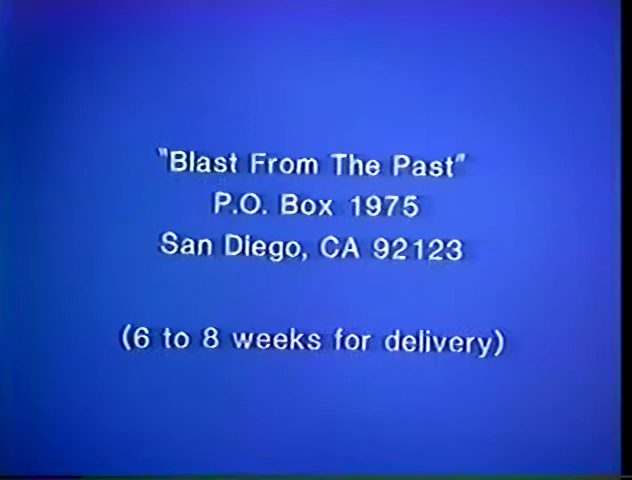 "Blast From The Past"
P.O. Box 1975
San Diego, CA 92123
(6 to 8 weeks for delivery)